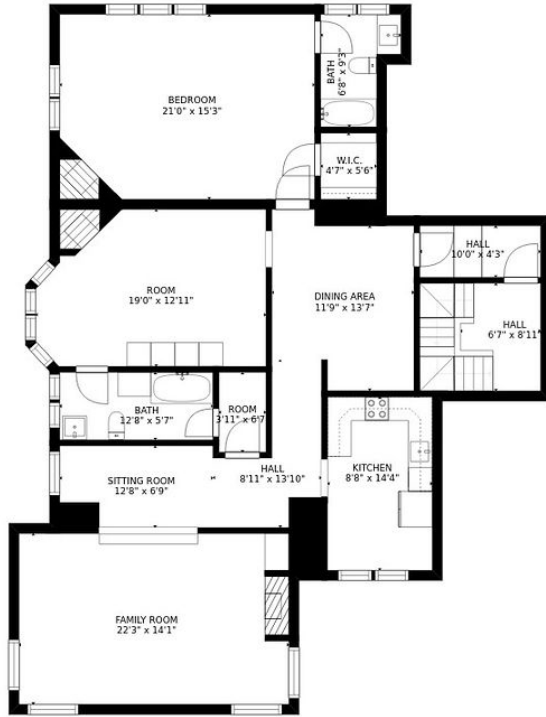 BEDROOM
21'0" x 15'3"
BATH
6'8" x 9'3"
W.I.C.
4'7" x 5'6"
HALL
10'0" x 4'3"
ROOM
19'0" x 12'11"
DINING AREA
11'9" x 13'7"
HALL
6'7" x 8'11"
BATH
12'8" x 5'7"
ROOM
3'11" x 6'7
HALL
8'11" x 13'10"
SITTING ROOM
12'8" x 6'9"
KITCHEN
8'8" x 14'4"
FAMILY ROOM
22'3" x 14'1"